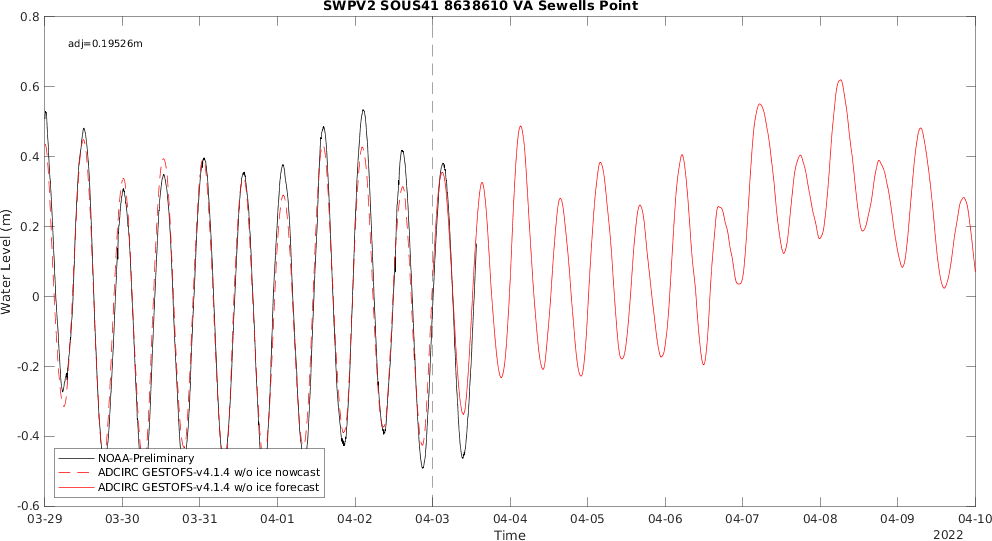 SWPV2 SOUS41 8638610 VA Sewells Point
adj=0.19526m
0.8
0.6
0.4
0.2
0
-0.2
-0.4
-0.6
Water Level (m)
NOAA-Preliminary
ADCIRC GESTOFS-v4.1.4 w/o ice nowcast
ADCIRC GESTOFS-v4.1.4 w/o ice forecast
03-29 03-30 03-31 04-01 04-02 04-03 04-04 04-05 04-06 04-07 04-08 04-09 04-10
Time
2022